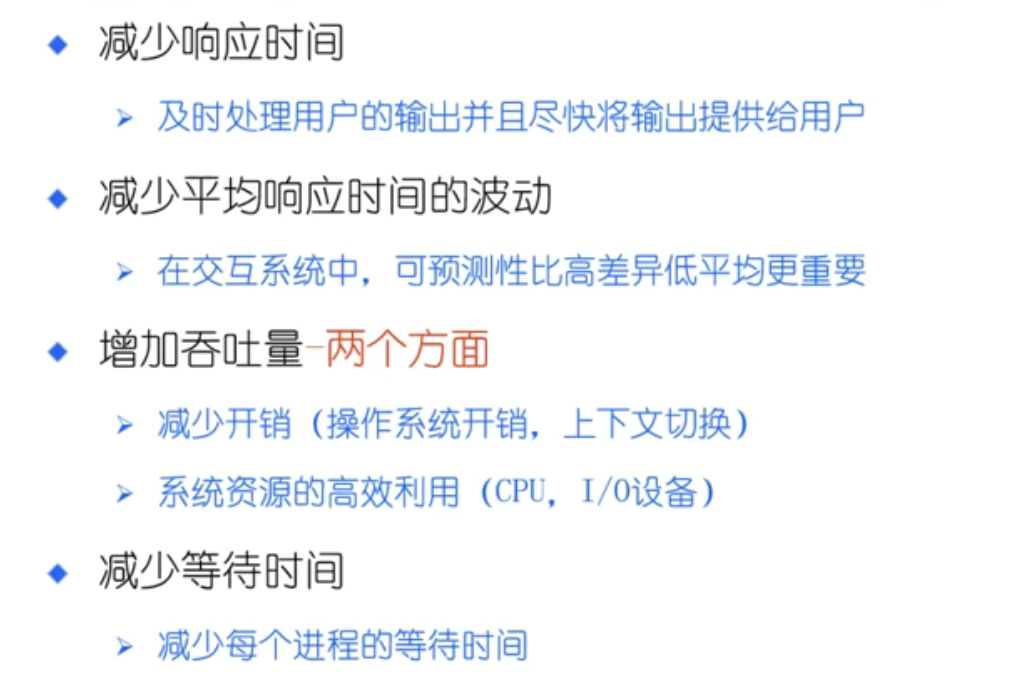 减少响应时间
及时处理用户的输出并且尽快将输出提供给用户
减少平均响应时间的波动
在交互系统中，可预测性比高差异低平均更重要
增加吞吐量-两个方面
减少开销（操作系统开销，上下文切换）
系统资源的高效利用（CPU，I/O设备）
减少等待时间
减少每个进程的等待时间